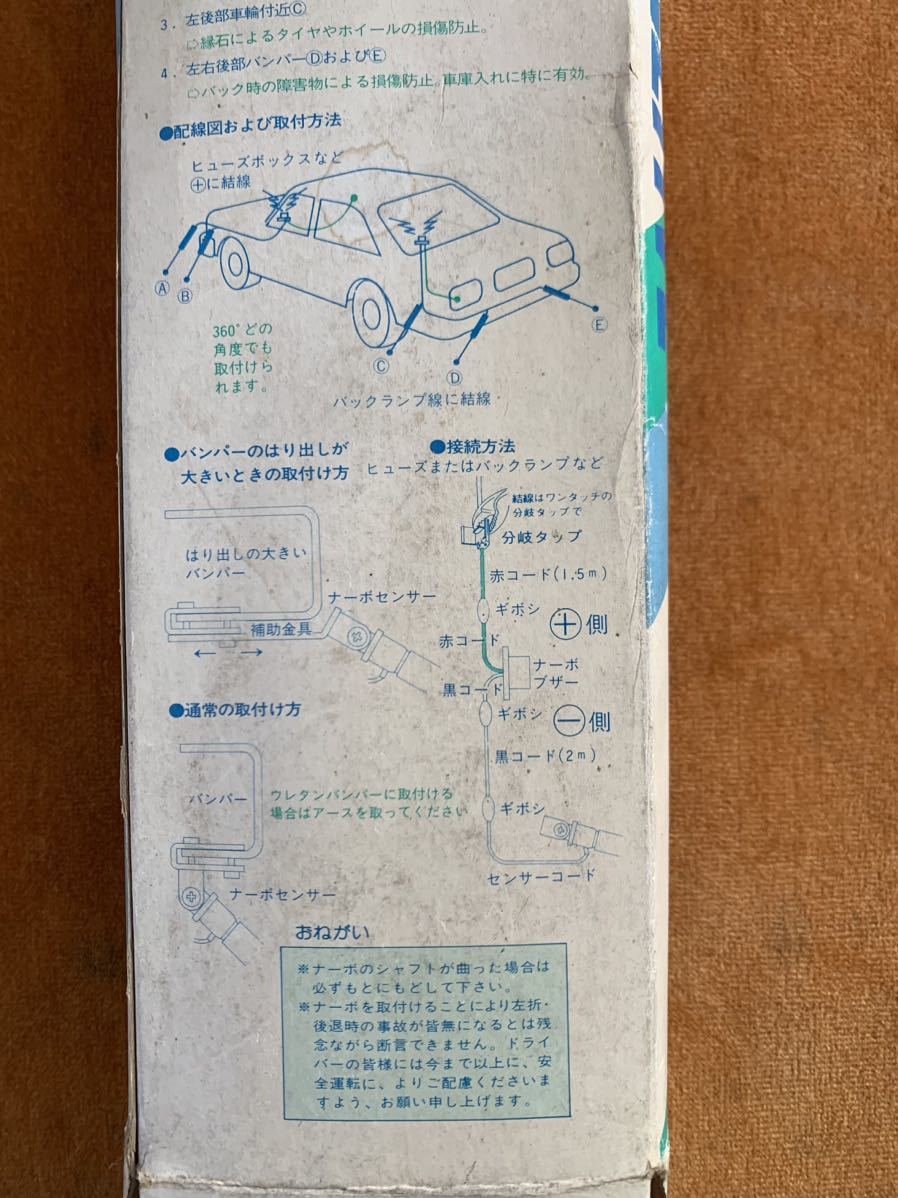 3．左後部車輪付近Ⓒ
⇨縁石によるタイヤやホイールの損傷防止。
4．左右後部バンパーⒹおよびⒺ
⇨バック時の障害物による損傷防止。車庫入れに特に有効。
●配線図および取付方法
ヒューズボックスなど
⊕に結線
Ⓐ
Ⓑ
Ⓒ
Ⓓ
Ⓔ
360°どの
角度でも
取付けら
れます。
バックランプ線に結線
●バンパーのはり出しが
大きいときの取付け方
はり出しの大きい
バンパー
ナーボセンサー
補助金具
●通常の取付け方
バンパー
ウレタンバンパーに取付ける
場合はアースを取ってください
ナーボセンサー
●接続方法
ヒューズまたはバックランプなど
結線はワンタッチの
分岐タップで
分岐タップ
赤コード(1.5m)
ギボシ
⊕側
赤コード
ナーボ
ブザー
黒コード
ギボシ
⊖側
黒コード(2m)
ギボシ
センサーコード
おねがい
※ナーボのシャフトが曲った場合は
必ずもとにもどして下さい。
※ナーボを取付けることにより左折・
後退時の事故が皆無になるとは残
念ながら断言できません。ドライ
バーの皆様には今まで以上に、安
全運転に、よりご配慮くださいま
すよう、お願い申し上げます。